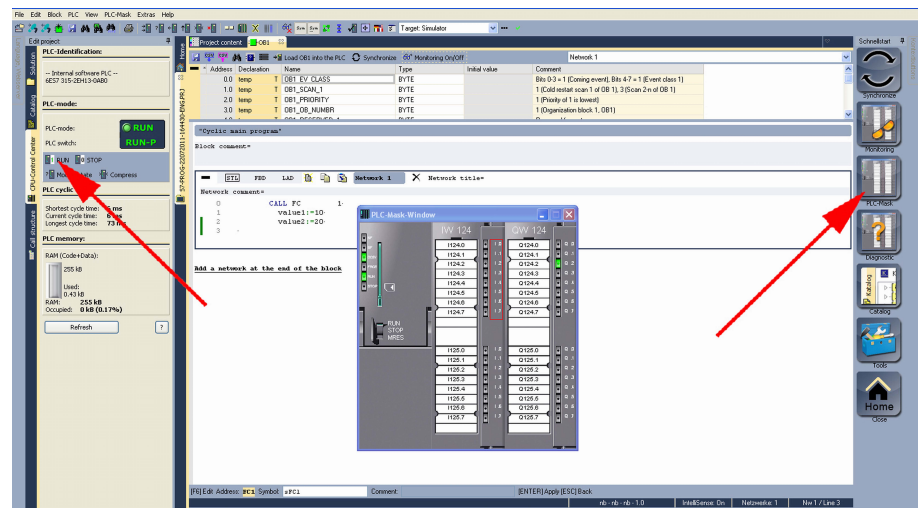 File Edit Block PLC View PLC-Mask Extras Help
Target: Simulator
Edit project
PLC-Identification:
-- Internal software PLC --
6ES7 315-2EH13-0AB0
PLC-mode:
PLC-mode: RUN
PLC switch: RUN-P
RUN STOP
Compress
PLC cyclic
Shortest cycle time: ms
Current cycle time: ms
Longest cycle time: 73
PLC memory:
RAM (Code+Data):
255 kB
Used:
0.43 kB
RAM: 255 kB
Occupied: 0 kB (0.17%)
Refresh ?
Solution
Catalog
CPU-Control Center
Call structure
Project content OB1
Load OB1 into the PLC Synchronize Monitoring On/Off Network 1
Address Declaration Name Type Initial value Comment
0.0 temp T OB1_EV_CLASS BYTE Bits 0-3 = 1 (Coming event), Bits 4-7 = 1 (Event class 1)
1.0 temp T OB1_SCAN_1 BYTE 1 (Cold restart scan 1 of OB 1), 3 (Scan 2-n of OB 1)
2.0 temp T OB1_PRIORITY BYTE 1 (Priority of 1 is lowest)
3.0 temp T OB1_OB_NUMBR BYTE 1 (Organization block 1, OB1)
"Cyclic main program"
Block comment=
STL FBD LAD Network 1 Network title=
Network comment=
0 CALL FC 1
1 value1:=10
2 value2:=20
3
Add a network at the end of the block
PLC-Mask-Window
IW 124 QW 124
I124.0 Q124.0
I124.1 Q124.1
I124.2 Q124.2
I124.3 Q124.3
I124.4 Q124.4
I124.5 Q124.5
I124.6 Q124.6
I124.7 Q124.7
RUN
STOP
MRES
I125.0 Q125.0
I125.1 Q125.1
I125.2 Q125.2
I125.3 Q125.3
I125.4 Q125.4
I125.5 Q125.5
I125.6 Q125.6
I125.7 Q125.7
[F6] Edit Address: FC1 Symbol: sFC1 Comment: [ENTER] Apply [ESC] Back
nb - nb - nb - 1.0 IntelliSense: On Netzwerke: 1 Nw 1 / Line 3
Schnellstart
Synchronize
Monitoring
PLC-Mask
Diagnostic
Katalog
Catalog
Tools
Home
Close